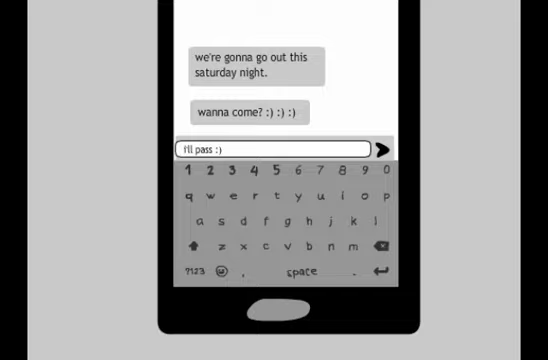 we're gonna go out this
saturday night.
wanna come? :) :) :)
I'll pass :)
1 2 3 4 5 6 7 8 9 0
q w e r t y u i o p
a s d f g h j k l
z x c v b n m
?123 , space .